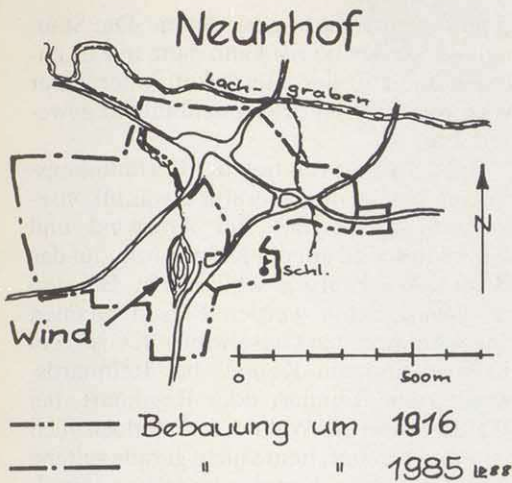 Neunhof
Lach-graben
N
Schl.
Wind
0 500m
Bebauung um 1916
" " 1985